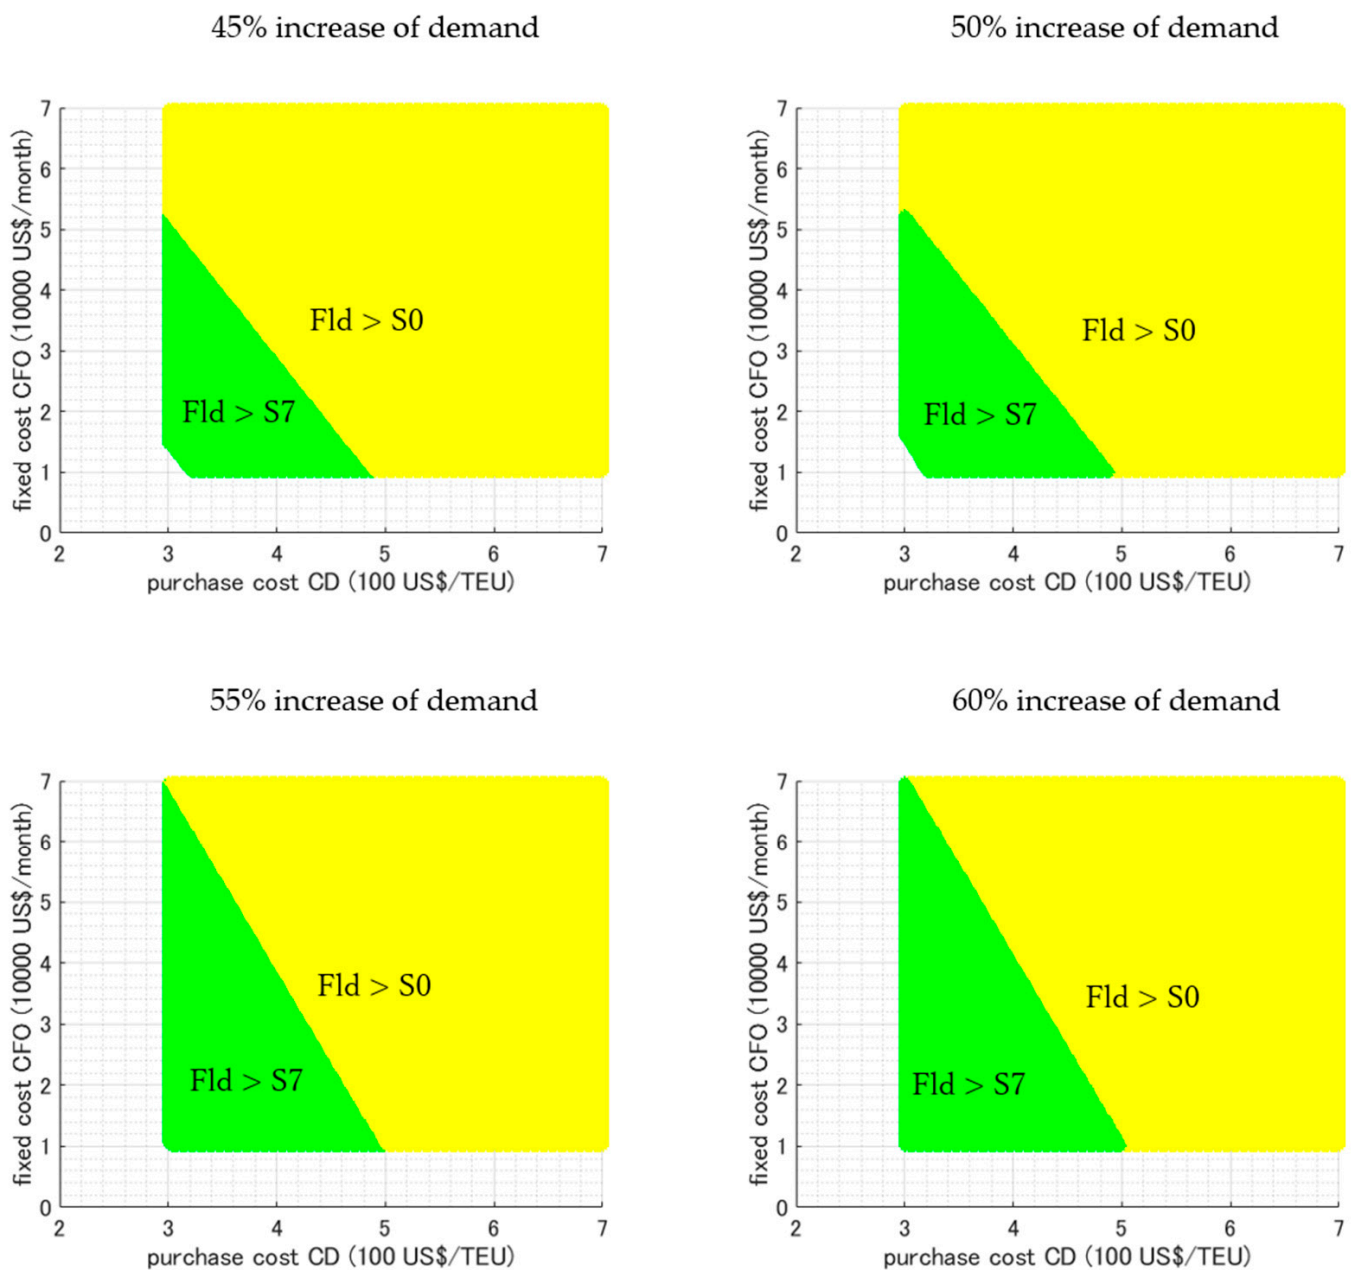 45% increase of demand
7
6
5
4
3
2
1
0
2 3 4 5 6 7
fixed cost CFO (10000 US$/month)
purchase cost CD (100 US$/TEU)
Fld > S0
Fld > S7
50% increase of demand
7
6
5
4
3
2
1
0
2 3 4 5 6 7
fixed cost CFO (10000 US$/month)
purchase cost CD (100 US$/TEU)
Fld > S0
Fld > S7
55% increase of demand
7
6
5
4
3
2
1
0
2 3 4 5 6 7
fixed cost CFO (10000 US$/month)
purchase cost CD (100 US$/TEU)
Fld > S0
Fld > S7
60% increase of demand
7
6
5
4
3
2
1
0
2 3 4 5 6 7
fixed cost CFO (10000 US$/month)
purchase cost CD (100 US$/TEU)
Fld > S0
Fld > S7